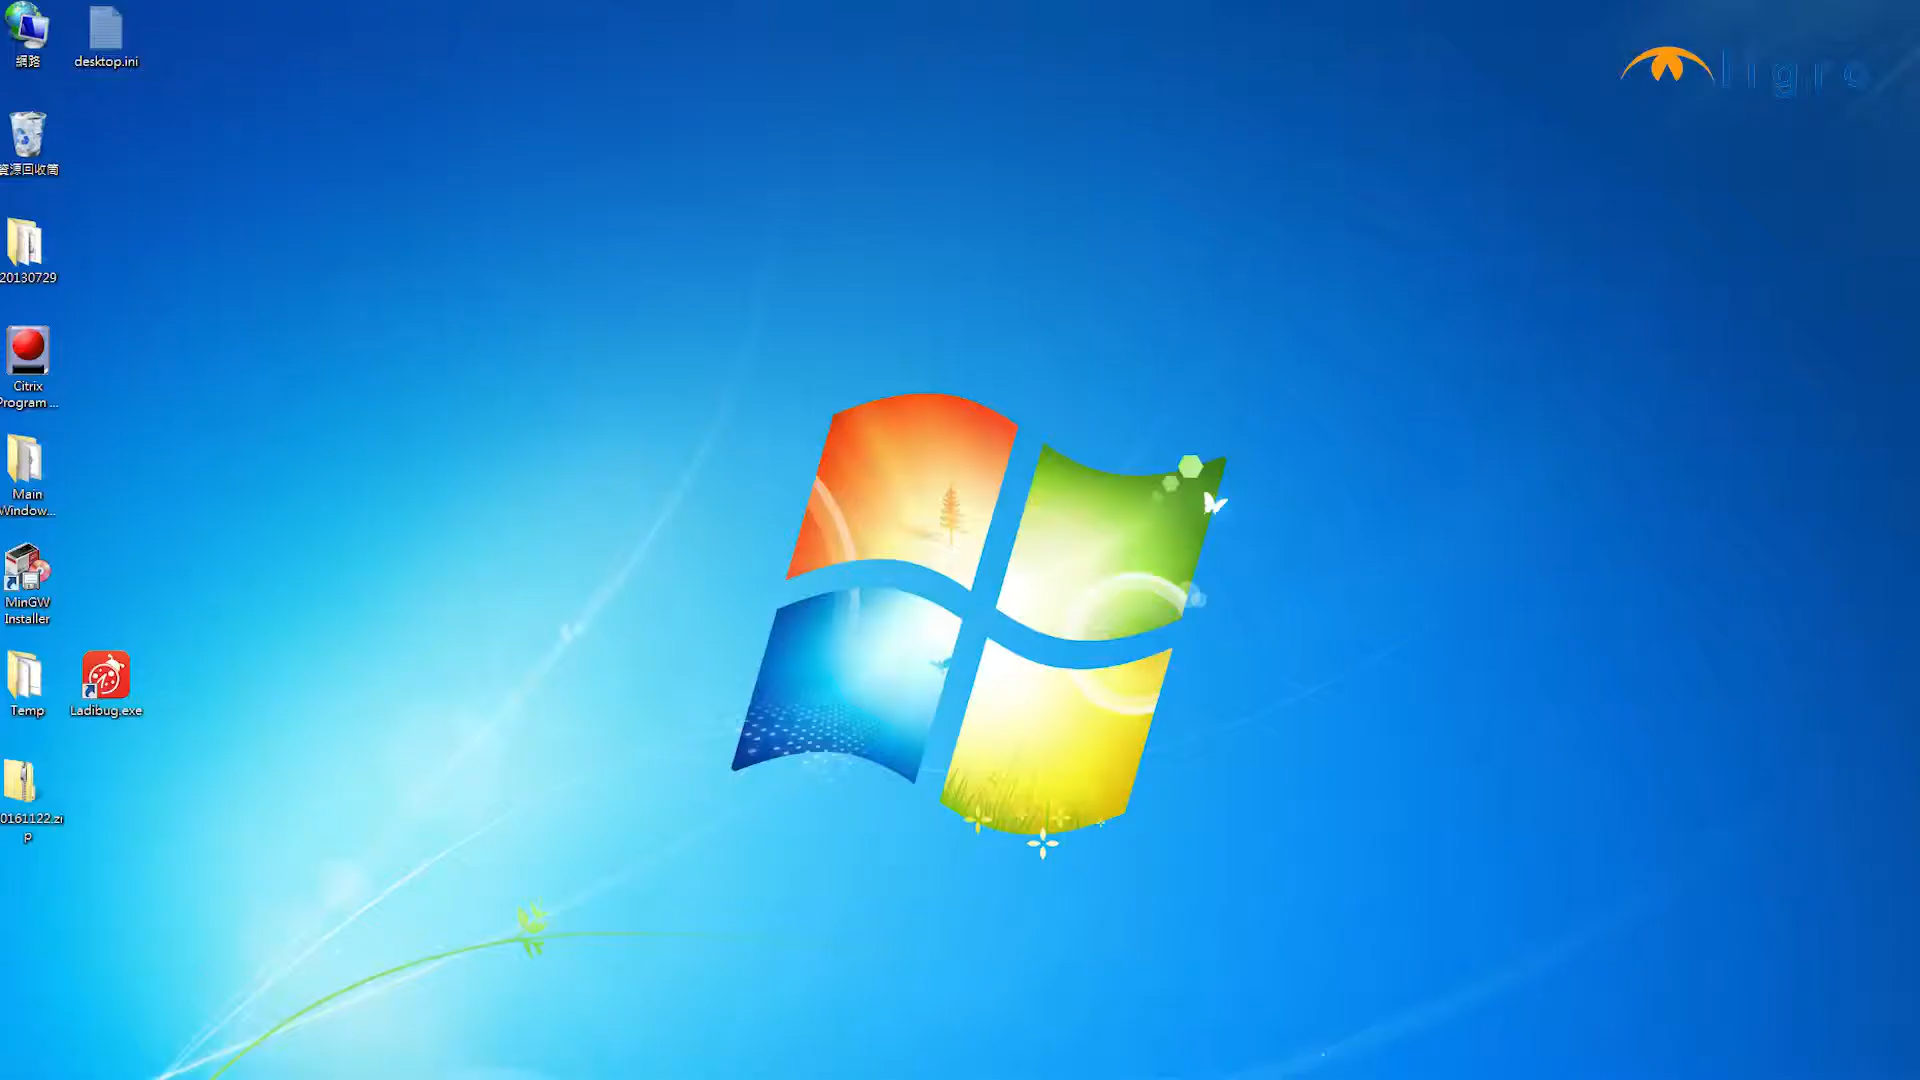 網路
desktop.ini
資源回收筒
20130729
Citrix
Program ...
Main
Window...
MinGW
Installer
Temp
Ladibug.exe
0161122.zi
p
ligro